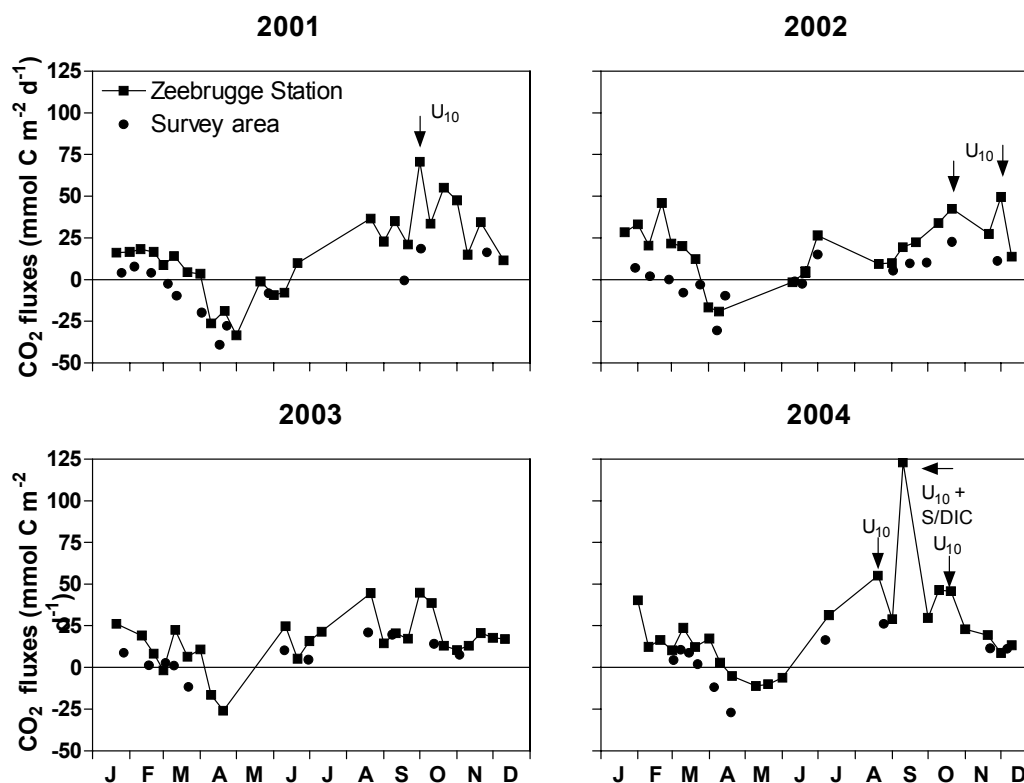 2001
2002
CO₂ fluxes (mmol C m⁻² d⁻¹)
125
100
75
50
25
0
-25
-50
Zeebrugge Station
Survey area
U₁₀
U₁₀
2003
2004
CO₂ fluxes (mmol C m⁻²
d⁻¹)
125
100
75
50
25
0
-25
-50
J F M A M J J A S O N D
U₁₀
U₁₀ +
S/DIC
U₁₀
J F M A M J J A S O N D